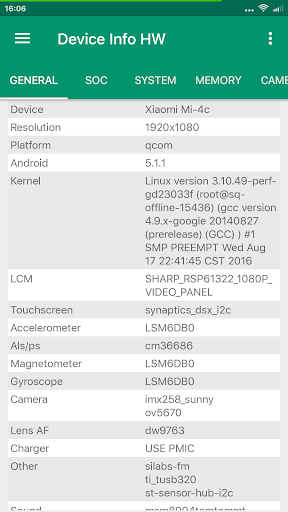 16:06
Device Info HW
GENERAL SOC SYSTEM MEMORY CAME
Device Xiaomi Mi-4c
Resolution 1920x1080
Platform qcom
Android 5.1.1
Kernel Linux version 3.10.49-perf-
gd23033f (root@sq-
offline-15436) (gcc version
4.9.x-google 20140827
(prerelease) (GCC) ) #1
SMP PREEMPT Wed Aug
17 22:41:45 CST 2016
LCM SHARP_RSP61322_1080P_
VIDEO_PANEL
Touchscreen synaptics_dsx_i2c
Accelerometer LSM6DB0
Als/ps cm36686
Magnetometer LSM6DB0
Gyroscope LSM6DB0
Camera imx258_sunny
ov5670
Lens AF dw9763
Charger USE PMIC
Other silabs-fm
ti_tusb320
st-sensor-hub-i2c
Sound msm8994tomtommt